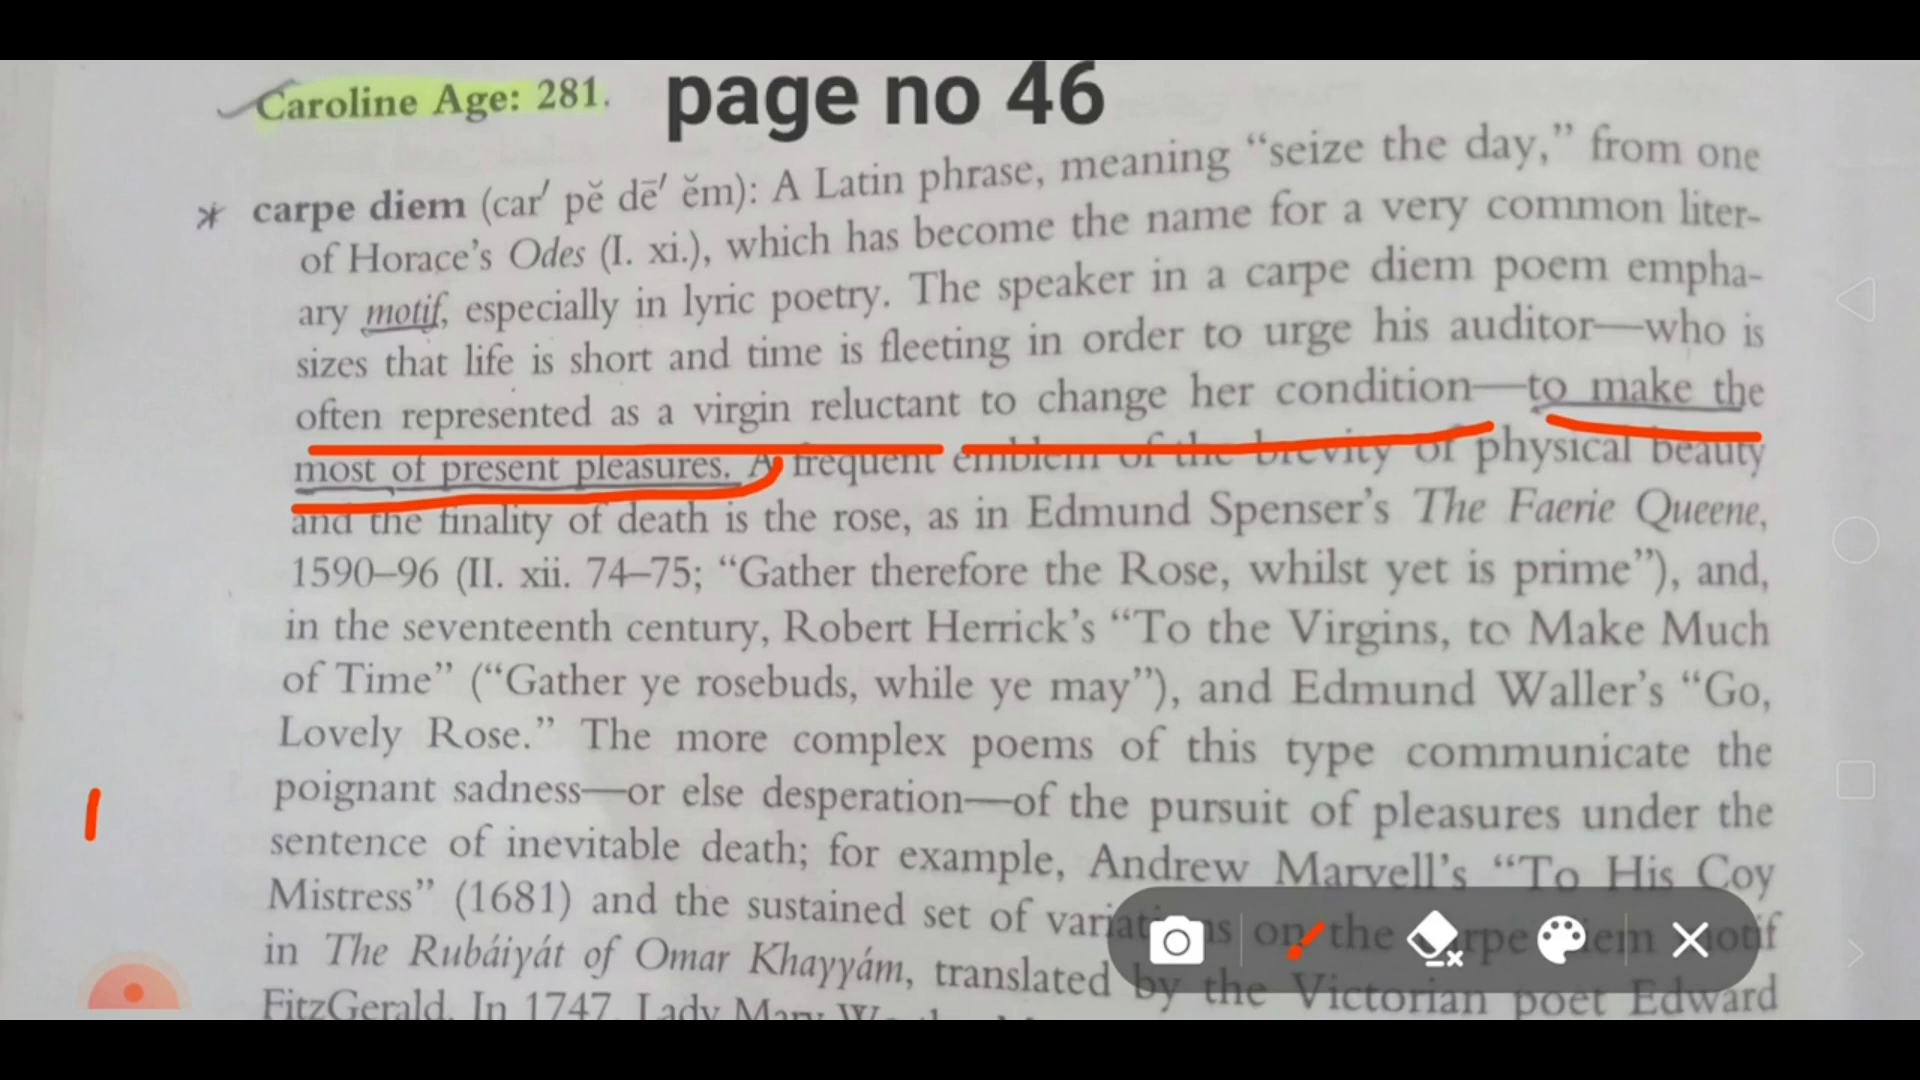 Caroline Age: 281.
page no 46
* carpe diem (car′ pĕ dē′ ĕm): A Latin phrase, meaning “seize the day,” from one
of Horace’s Odes (I. xi.), which has become the name for a very common liter-
ary motif, especially in lyric poetry. The speaker in a carpe diem poem empha-
sizes that life is short and time is fleeting in order to urge his auditor—who is
often represented as a virgin reluctant to change her condition—to make the
most of present pleasures. A frequent emblem of the brevity of physical beauty
and the finality of death is the rose, as in Edmund Spenser’s The Faerie Queene,
1590–96 (II. xii. 74–75; “Gather therefore the Rose, whilst yet is prime”), and,
in the seventeenth century, Robert Herrick’s “To the Virgins, to Make Much
of Time” (“Gather ye rosebuds, while ye may”), and Edmund Waller’s “Go,
Lovely Rose.” The more complex poems of this type communicate the
poignant sadness—or else desperation—of the pursuit of pleasures under the
sentence of inevitable death; for example, Andrew Marvell’s “To His Coy
Mistress” (1681) and the sustained set of variations on the carpe diem motif
in The Rubáiyát of Omar Khayyám, translated by the Victorian poet Edward
FitzGerald. In 1747, Lady Mary